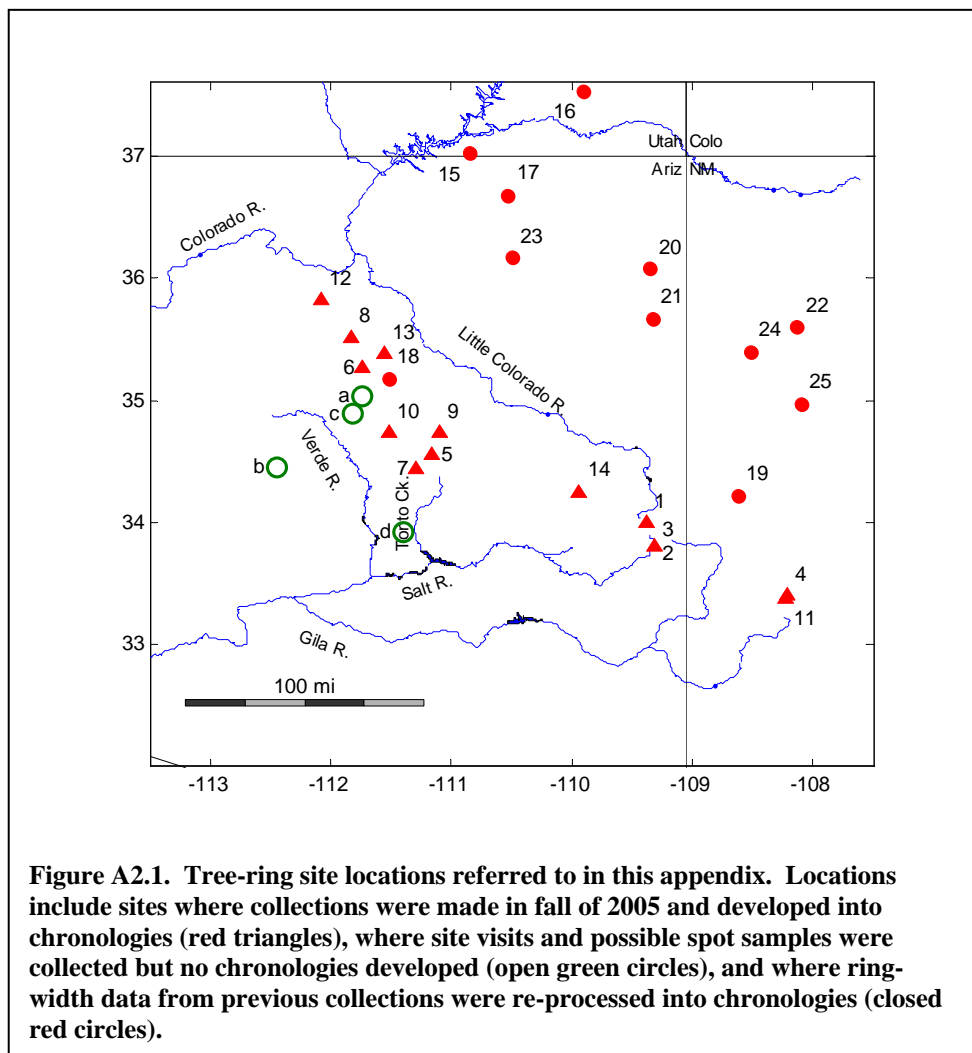 16
Utah Colo
37
15
17
Ariz NM
Colorado R.
23
20
36
12
8
13
21
22
24
18
6
Little Colorado R.
a
35
c
10
9
25
Verde R.
b
7
5
14
19
Tonto Ck.
1
34
d
3
2
4
Salt R.
11
33
Gila R.
100 mi
-113
-112
-111
-110
-109
-108
Figure A2.1. Tree-ring site locations referred to in this appendix. Locations
include sites where collections were made in fall of 2005 and developed into
chronologies (red triangles), where site visits and possible spot samples were
collected but no chronologies developed (open green circles), and where ring-
width data from previous collections were re-processed into chronologies (closed
red circles).